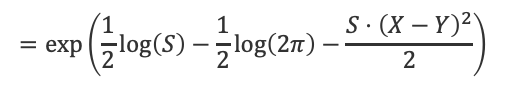 = exp(1/2 log(S) − 1/2 log(2π) − S · (X − Y)²/2)